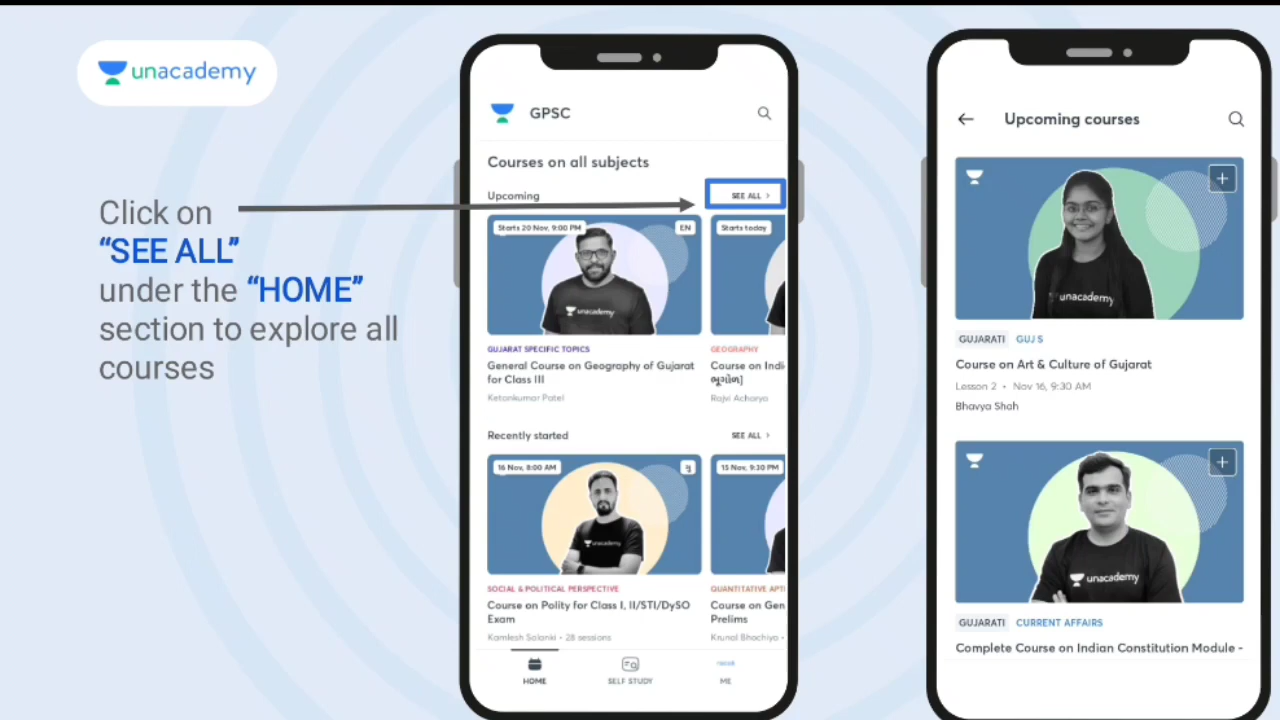 unacademy
Click on
“SEE ALL”
under the “HOME”
section to explore all
courses
GPSC
Courses on all subjects
Upcoming
SEE ALL >
Starts 20 Nov, 9:00 PM
EN
Starts today
unacademy
GUJARAT SPECIFIC TOPICS
GEOGRAPHY
General Course on Geography of Gujarat
for Class III
Course on Indi
ભૂગોળ]
Ketankumar Patel
Rajvi Acharya
Recently started
SEE ALL >
16 Nov, 8:00 AM
ગુ
15 Nov, 9:30 PM
unacademy
SOCIAL & POLITICAL PERSPECTIVE
QUANTITATIVE APTI
Course on Polity for Class I, II/STI/DySO
Exam
Course on Gen
Prelims
Kamlesh Solanki • 28 sessions
Krunal Bhachiya •
HOME
SELF STUDY
ME
Upcoming courses
+
unacademy
GUJARATI GUJ S
Course on Art & Culture of Gujarat
Lesson 2 • Nov 16, 9:30 AM
Bhavya Shah
+
unacademy
GUJARATI CURRENT AFFAIRS
Complete Course on Indian Constitution Module -